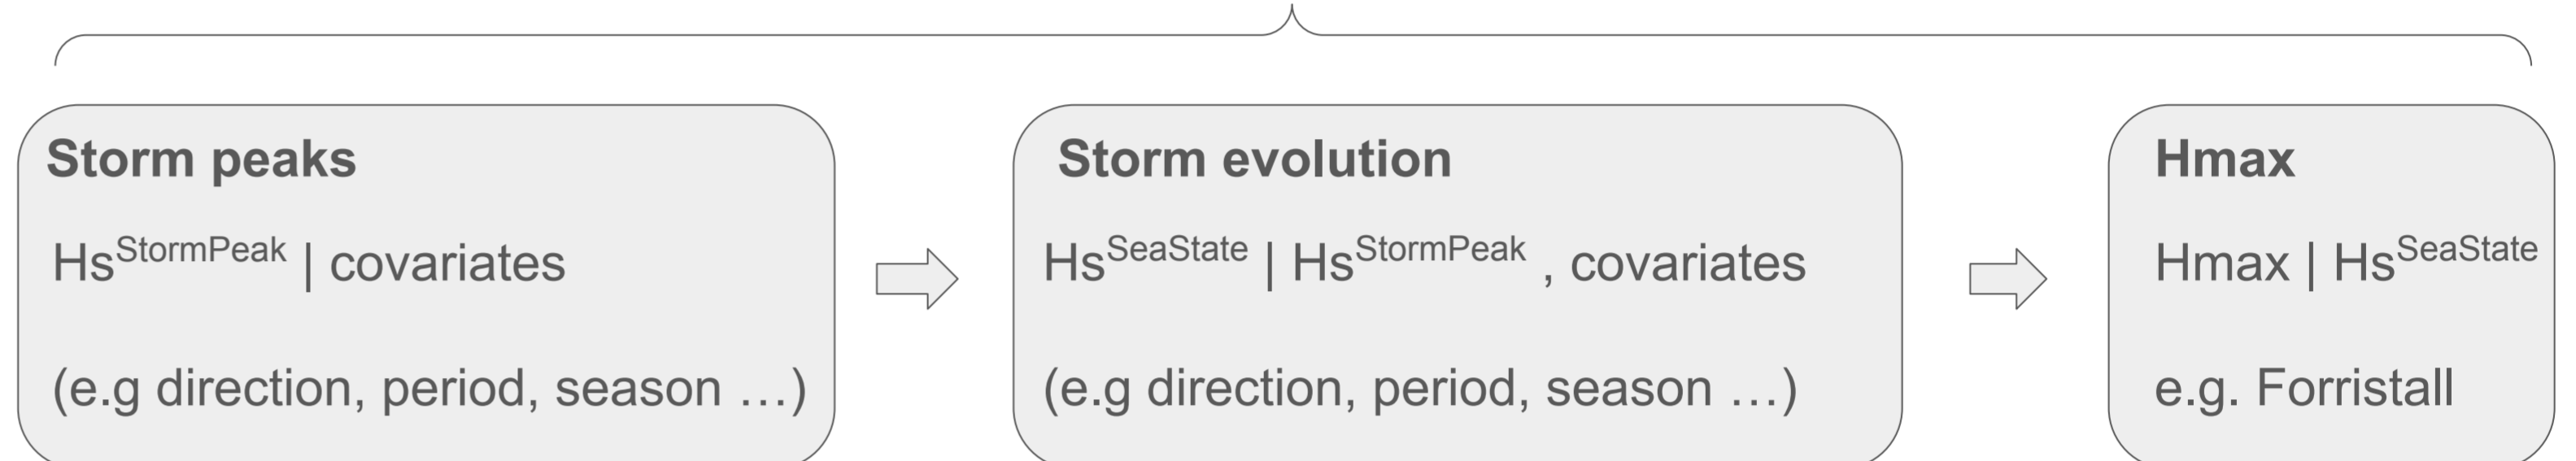 Storm peaks
Hs^StormPeak | covariates
(e.g direction, period, season …)
Storm evolution
Hs^SeaState | Hs^StormPeak , covariates
(e.g direction, period, season …)
Hmax
Hmax | Hs^SeaState
e.g. Forristall